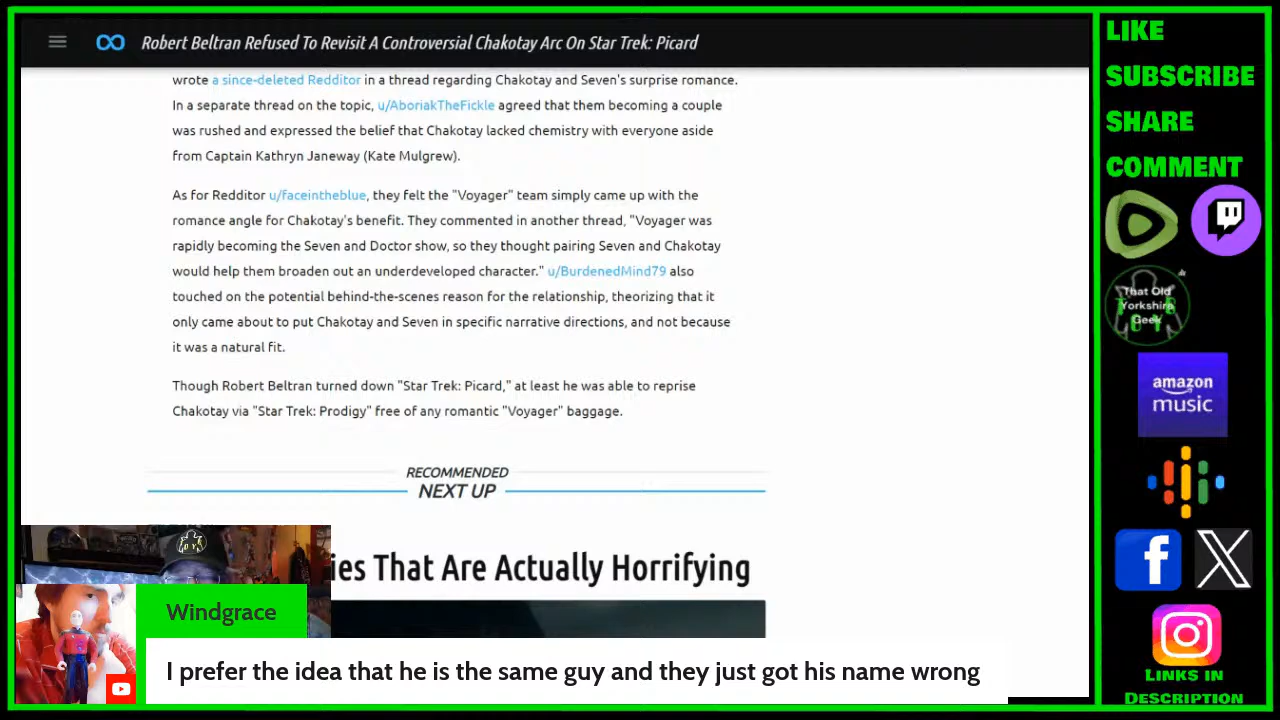 Robert Beltran Refused To Revisit A Controversial Chakotay Arc On Star Trek: Picard
wrote a since-deleted Redditor in a thread regarding Chakotay and Seven's surprise romance.
In a separate thread on the topic, u/AboriakTheFickle agreed that them becoming a couple
was rushed and expressed the belief that Chakotay lacked chemistry with everyone aside
from Captain Kathryn Janeway (Kate Mulgrew).
As for Redditor u/faceintheblue, they felt the "Voyager" team simply came up with the
romance angle for Chakotay's benefit. They commented in another thread, "Voyager was
rapidly becoming the Seven and Doctor show, so they thought pairing Seven and Chakotay
would help them broaden out an underdeveloped character." u/BurdenedMind79 also
touched on the potential behind-the-scenes reason for the relationship, theorizing that it
only came about to put Chakotay and Seven in specific narrative directions, and not because
it was a natural fit.
Though Robert Beltran turned down "Star Trek: Picard," at least he was able to reprise
Chakotay via "Star Trek: Prodigy" free of any romantic "Voyager" baggage.
RECOMMENDED
NEXT UP
ies That Are Actually Horrifying
Windgrace
I prefer the idea that he is the same guy and they just got his name wrong
LIKE
SUBSCRIBE
SHARE
COMMENT
That Old
Yorkshire
Geek
amazon
music
f
X
LINKS IN
DESCRIPTION